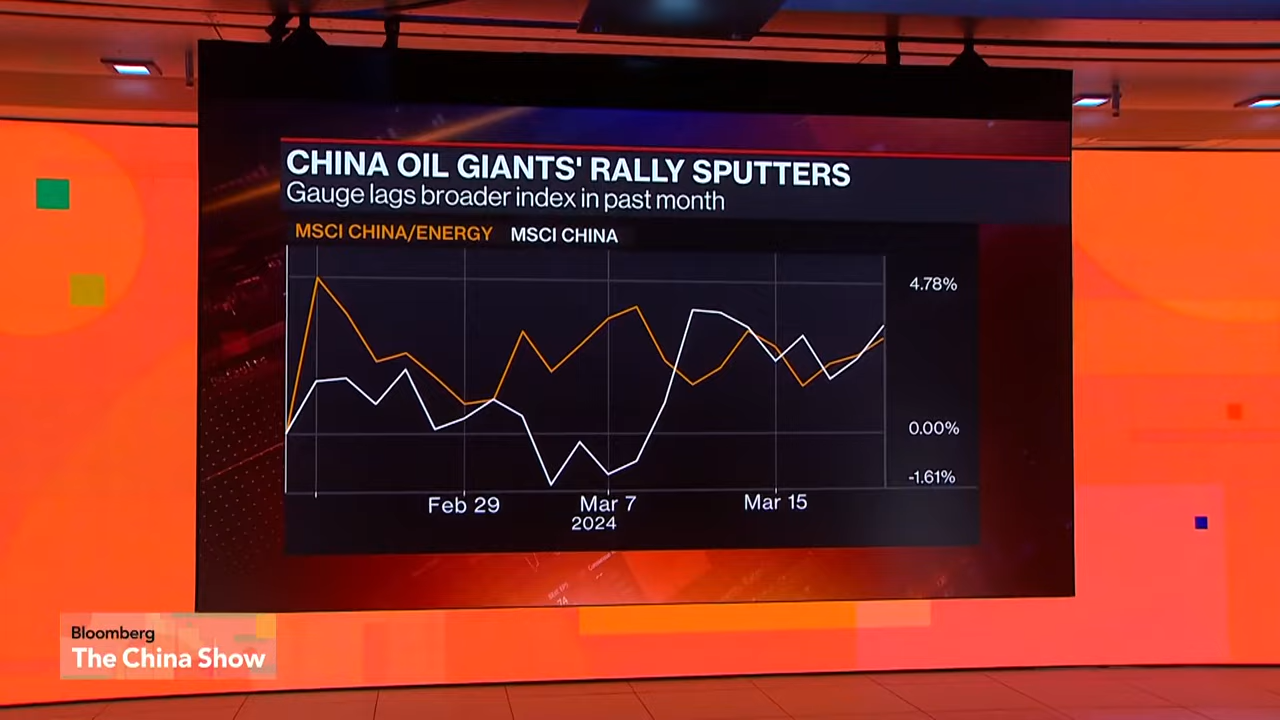 CHINA OIL GIANTS' RALLY SPUTTERS
Gauge lags broader index in past month
MSCI CHINA/ENERGY MSCI CHINA
4.78%
0.00%
-1.61%
Feb 29 Mar 7 Mar 15
2024
Bloomberg
The China Show